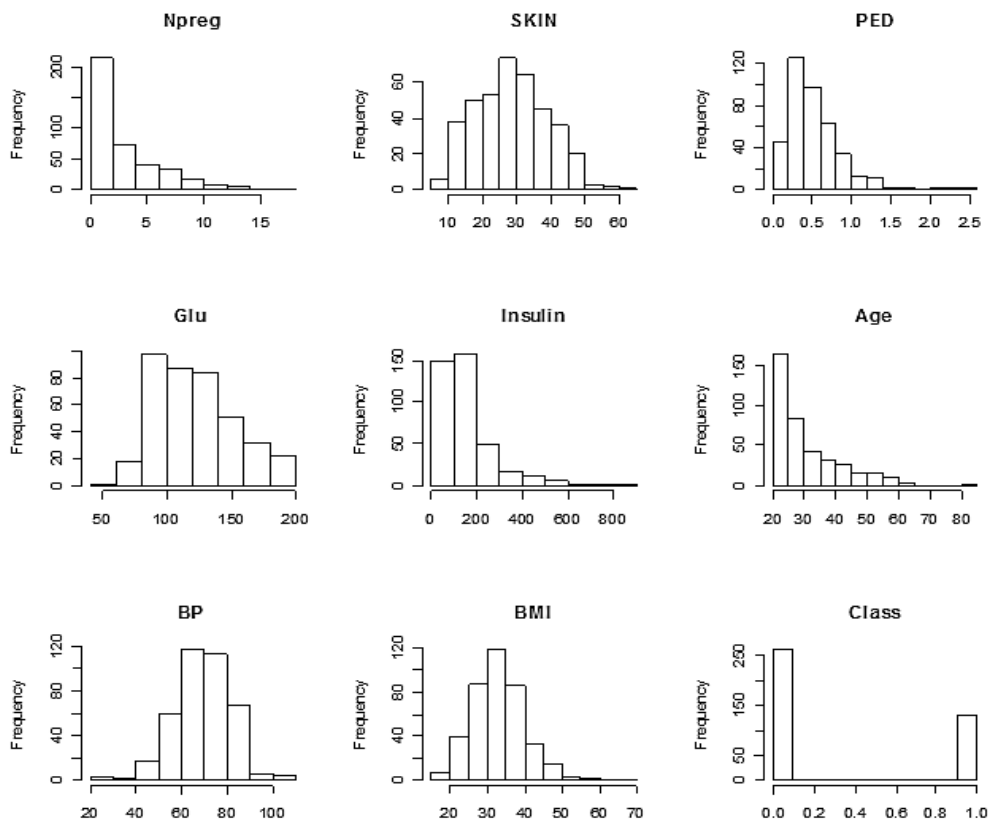 Npreg
Frequency
0 50 100 200
0 5 10 15
SKIN
Frequency
0 20 40 60
10 20 30 40 50 60
PED
Frequency
0 40 80 120
0.0 0.5 1.0 1.5 2.0 2.5
Glu
Frequency
0 20 40 60 80
50 100 150 200
Insulin
Frequency
0 50 100 150
0 200 400 600 800
Age
Frequency
0 50 100 150
20 30 40 50 60 70 80
BP
Frequency
0 40 80 120
20 40 60 80 100
BMI
Frequency
0 40 80 120
20 30 40 50 60 70
Class
Frequency
0 50 150 250
0.0 0.2 0.4 0.6 0.8 1.0